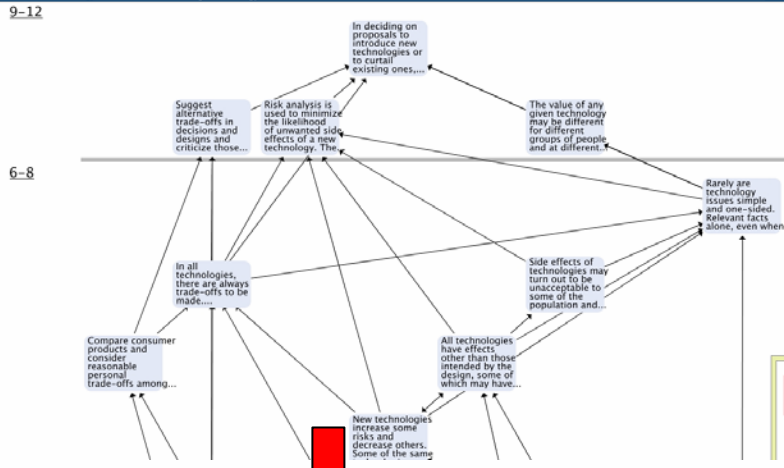 9-12
In deciding on
proposals to
introduce new
technologies or
to curtail
existing ones,...
Suggest
alternative
trade-offs in
decisions and
designs and
criticize those...
Risk analysis is
used to minimize
the likelihood
of unwanted side
effects of a new
technology. The...
The value of any
given technology
may be different
for different
groups of people
and at different...
6-8
Rarely are
technology
issues simple
and one-sided.
Relevant facts
alone, even when
In all
technologies,
there are always
trade-offs to be
made....
Side effects of
technologies may
turn out to be
unacceptable to
some of the
population and...
Compare consumer
products and
consider
reasonable
personal
trade-offs among...
All technologies
have effects
other than those
intended by the
design, some of
which may have...
New technologies
increase some
risks and
decrease others.
Some of the same